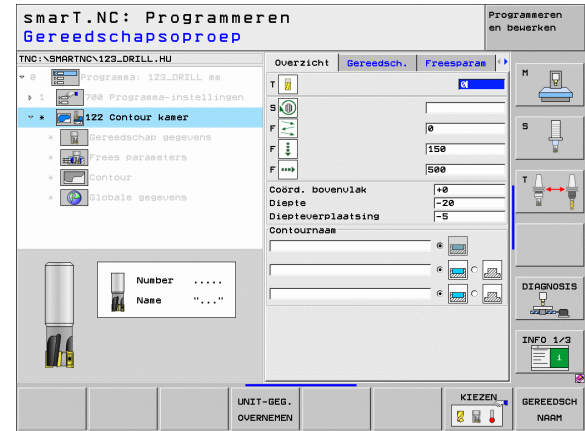 smarT.NC: Programmeren
Gereedschapsoproep
Programmeren
en bewerken
TNC:\SMARTNC\123_DRILL.HU
0 Programma: 123_DRILL mm
1 700 Programma-instellingen
* 122 Contour kamer
* Gereedschap gegevens
* Frees parameters
* Contour
* Globale gegevens
Number .....
Name "..."
Overzicht Gereedsch. Freesparam
T 0
S
F 0
F 150
F 500
Coörd. bovenvlak +0
Diepte -20
Diepteverplaatsing -5
Contournaam
M
S
T
DIAGNOSIS
INFO 1/3
UNIT-GEG.
OVERNEMEN
KIEZEN
GEREEDSCH
NAAM